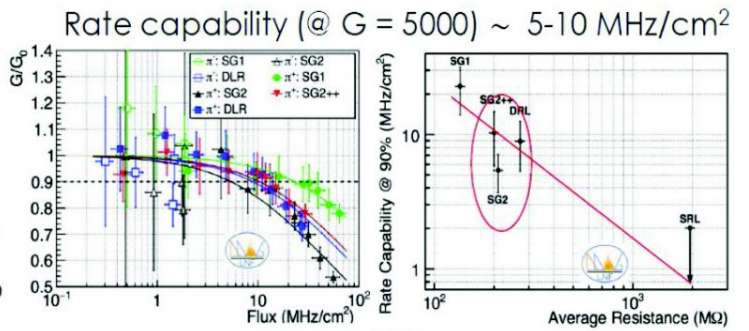 Rate capability (@ G = 5000) ~ 5-10 MHz/cm²
G/G₀
1.4
1.3
1.2
1.1
1.0
0.9
0.8
0.7
0.6
0.5
π⁻: SG1
π⁻: SG2
π⁻: DLR
π⁺: SG1
π⁺: SG2
π⁺: SG2++
π⁺: DLR
10⁻¹
1
10
10²
Flux (MHz/cm²)
Rate Capability @ 90% (MHz/cm²)
10
1
SG1
SG2++
DRL
SG2
SRL
10²
10³
Average Resistance (MΩ)